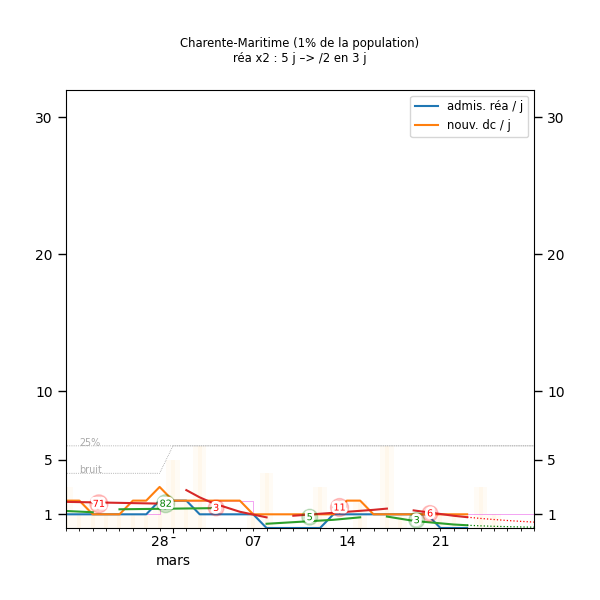 Charente-Maritime (1% de la population)
réa x2 : 5 j –> /2 en 3 j
admis. réa / j
nouv. dc / j
30 30
20 20
10 10
25%
5 5
bruit
71 82 3 11 6
5 3
1 1
28 07 14 21
mars